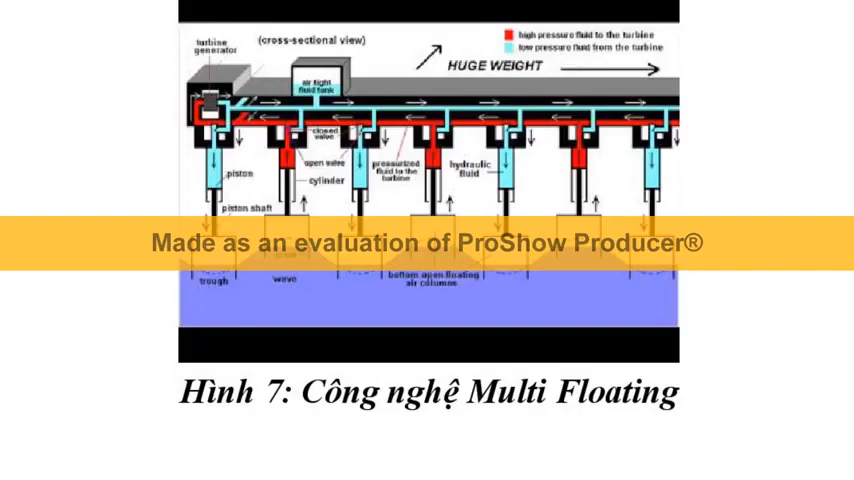 turbine
generator
(cross-sectional view)
high pressure fluid to the turbine
low pressure fluid from the turbine
HUGE WEIGHT
air tight
fluid tank
closed
valve
open valve
pressurized
fluid to the
turbine
hydraulic
fluid
piston
cylinder
piston shaft
Made as an evaluation of ProShow Producer®
trough
wave
bottom open floating
air columns
Hình 7: Công nghệ Multi Floating